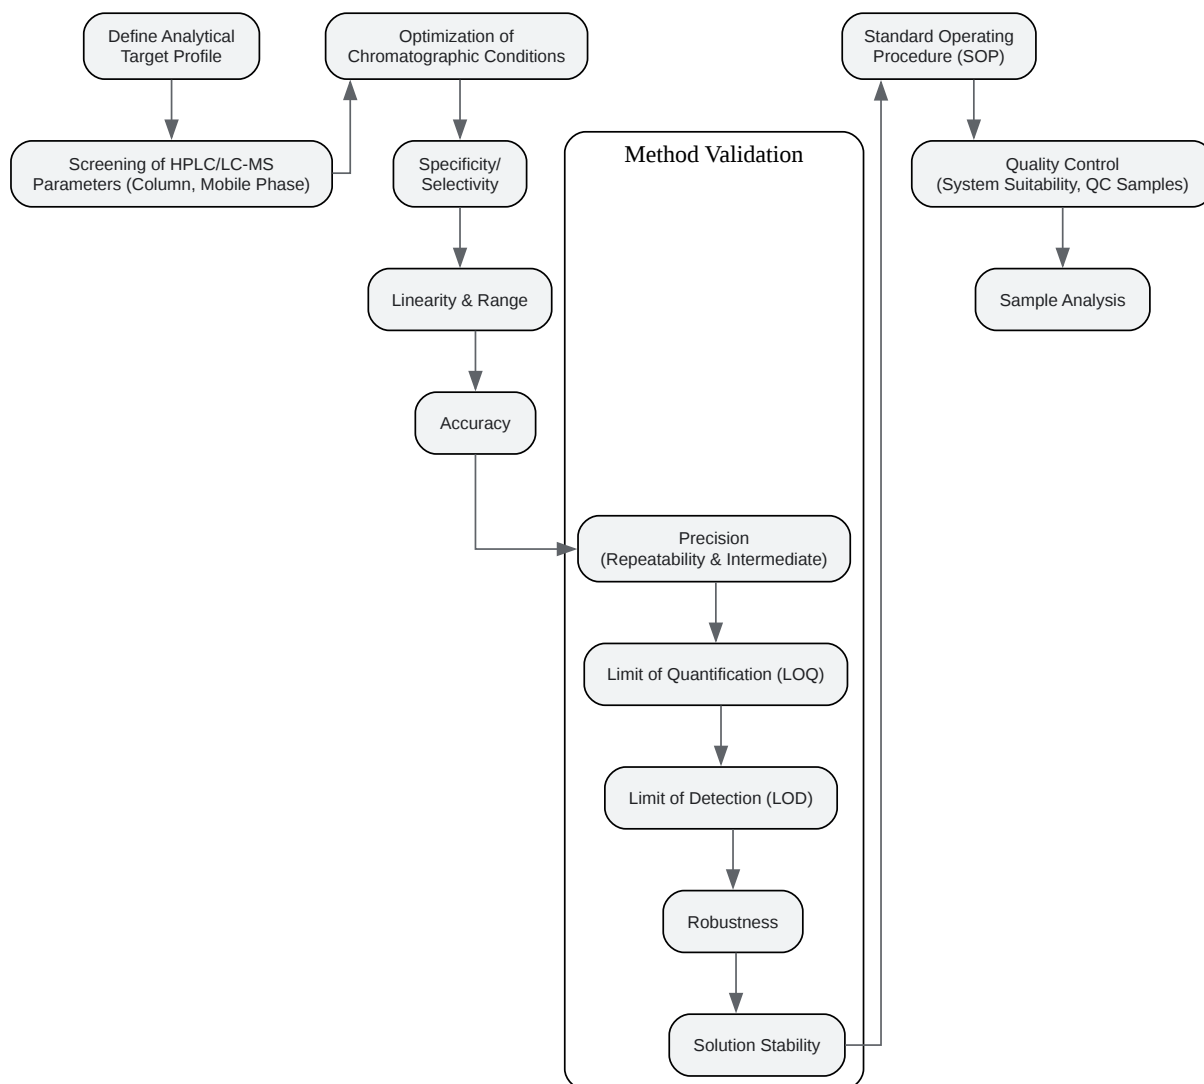 Define Analytical
Target Profile
Screening of HPLC/LC-MS
Parameters (Column, Mobile Phase)
Optimization of
Chromatographic Conditions
Specificity/
Selectivity
Linearity & Range
Accuracy
Method Validation
Precision
(Repeatability & Intermediate)
Limit of Quantification (LOQ)
Limit of Detection (LOD)
Robustness
Solution Stability
Standard Operating
Procedure (SOP)
Quality Control
(System Suitability, QC Samples)
Sample Analysis